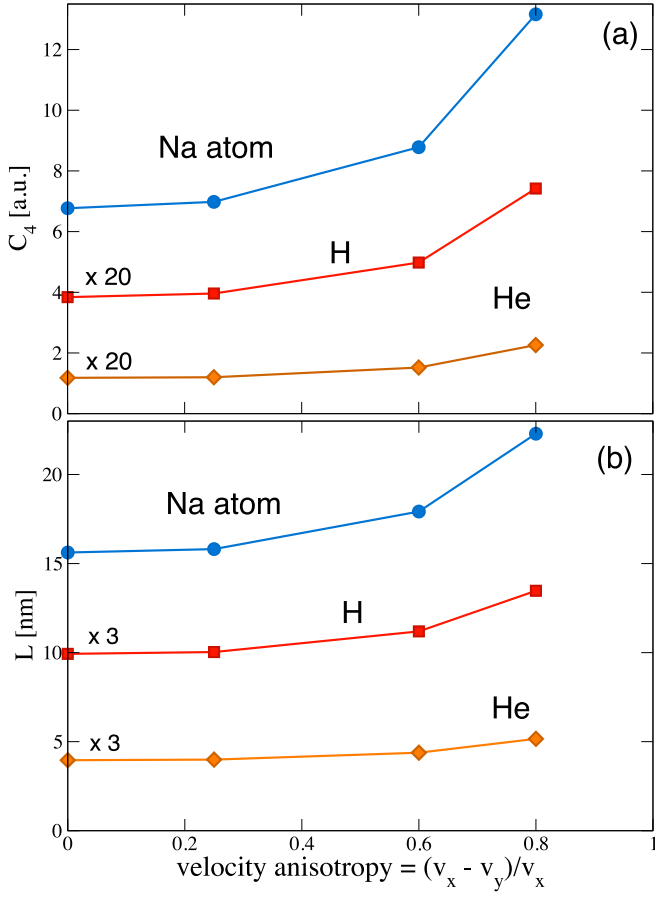 (a)
12
10
8
6
4
2
0
C₄ [a.u.]
Na atom
H
He
x 20
x 20
(b)
20
15
10
5
0
L [nm]
Na atom
H
He
x 3
x 3
0 0.2 0.4 0.6 0.8 1
velocity anisotropy = (vₓ - v_y)/vₓ